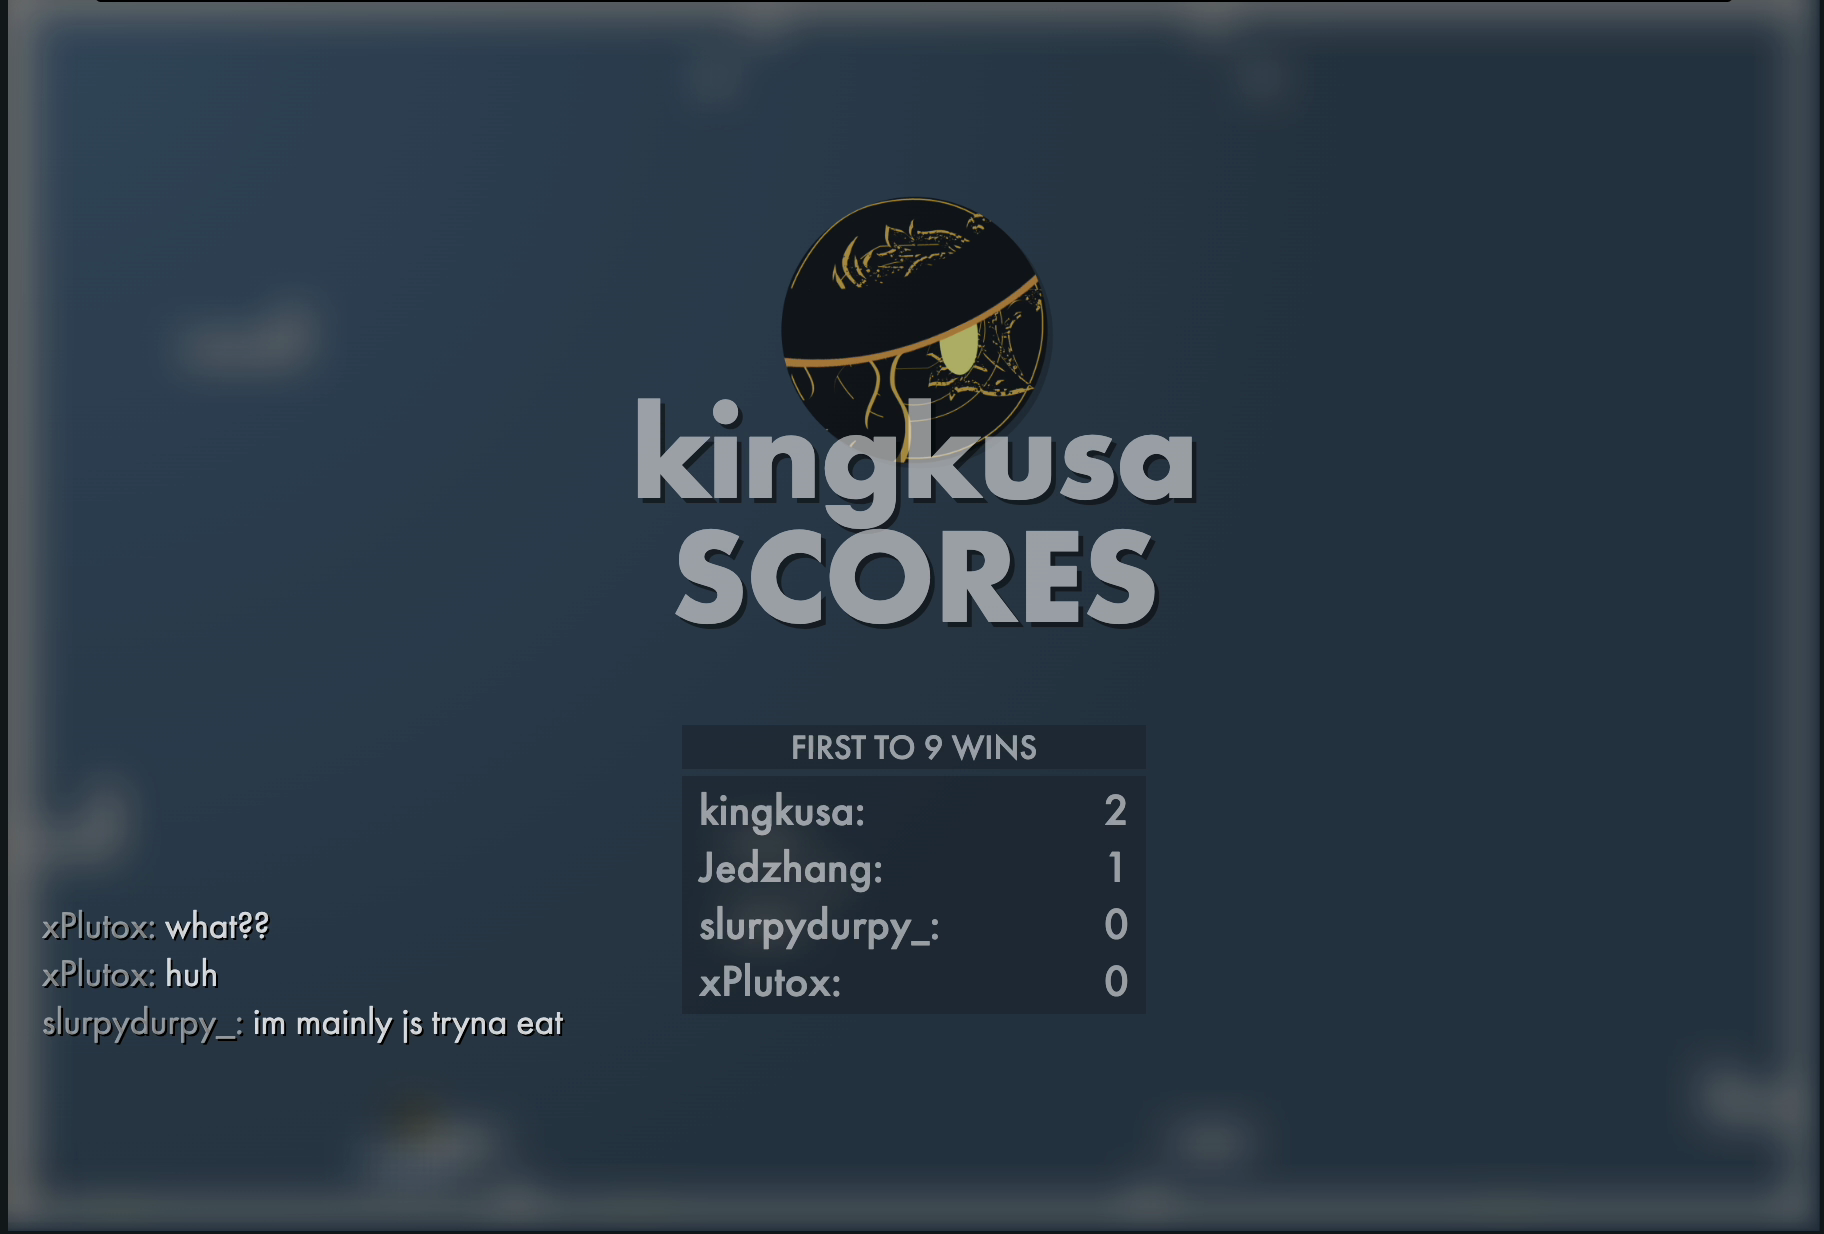 kingkusa
SCORES
FIRST TO 9 WINS
kingkusa: 2
Jedzhang: 1
slurpydurpy_: 0
xPlutox: 0
xPlutox: what??
xPlutox: huh
slurpydurpy_: im mainly js tryna eat